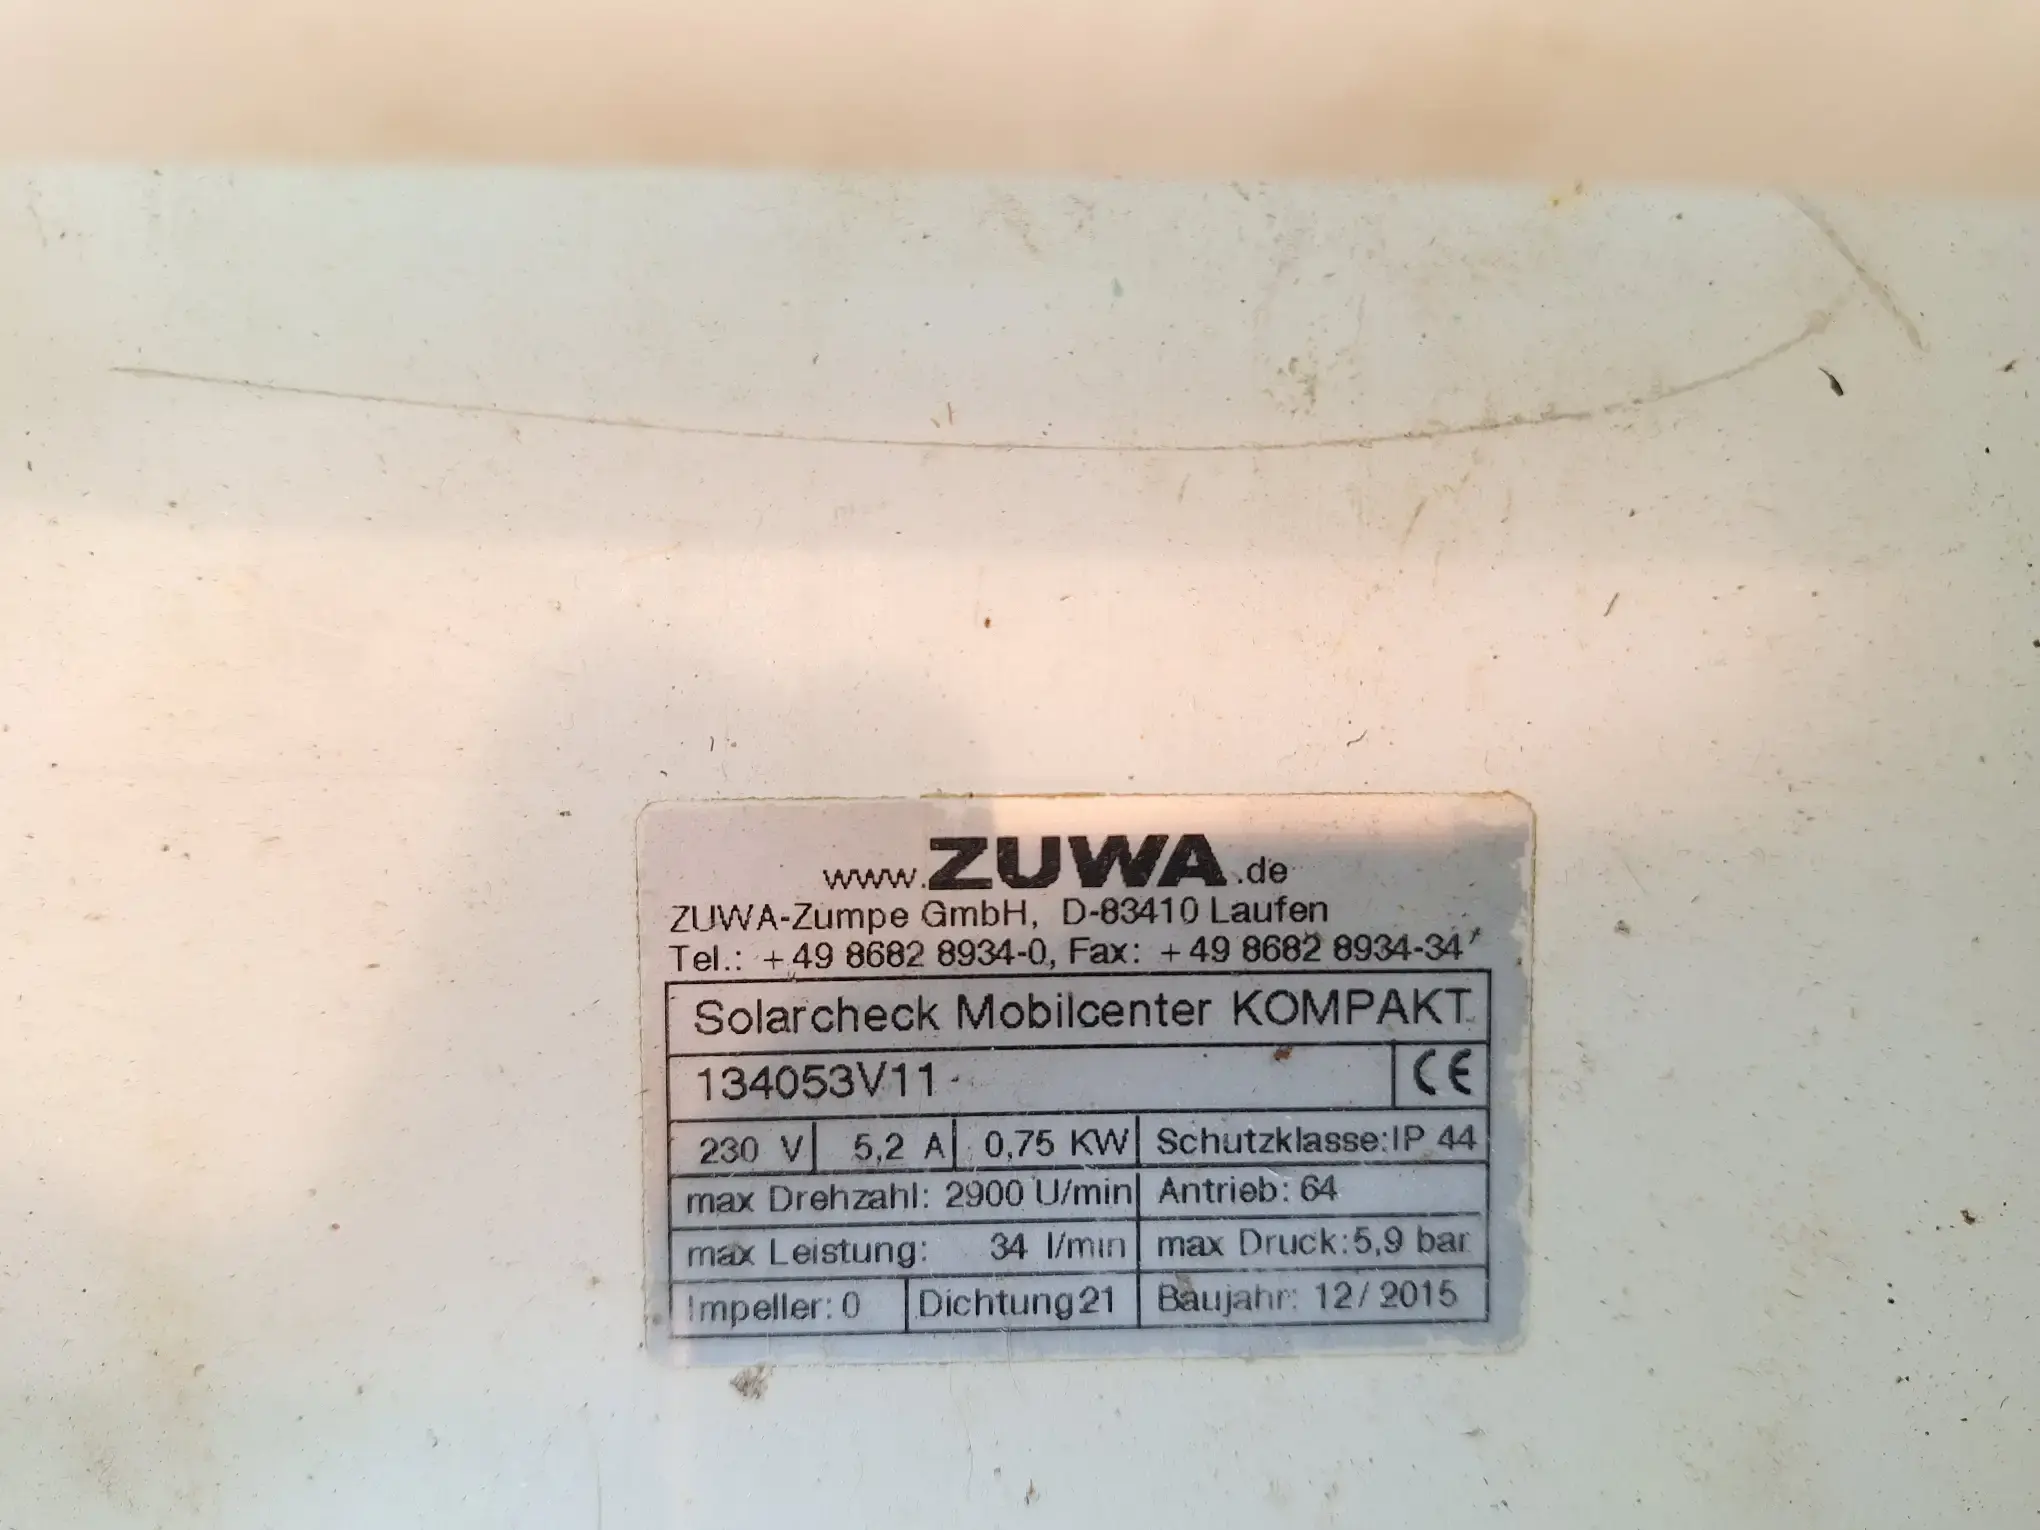 www.ZUWA.de
ZUWA-Zumpe GmbH, D-83410 Laufen
Tel.: +49 8682 8934-0, Fax: +49 8682 8934-34
Solarcheck Mobilcenter KOMPAKT
134053V11 CE
230 V 5,2 A 0,75 KW Schutzklasse:IP 44
max Drehzahl: 2900 U/min Antrieb: 64
max Leistung: 34 l/min max Druck:5,9 bar
Impeller: 0 Dichtung21 Baujahr: 12/2015